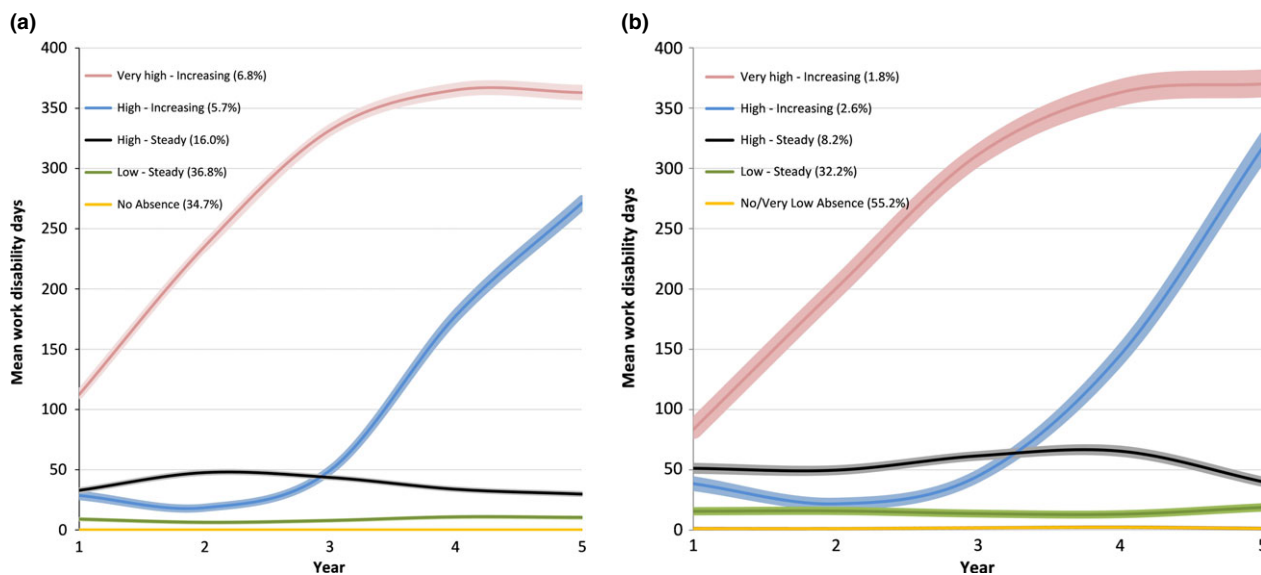 (a)
400
350
300
250
200
150
100
50
0
Mean work disability days
Very high - Increasing (6.8%)
High - Increasing (5.7%)
High - Steady (16.0%)
Low - Steady (36.8%)
No Absence (34.7%)
1 2 3 4 5
Year
(b)
400
350
300
250
200
150
100
50
0
Mean work disability days
Very high - Increasing (1.8%)
High - Increasing (2.6%)
High - Steady (8.2%)
Low - Steady (32.2%)
No/Very Low Absence (55.2%)
1 2 3 4 5
Year